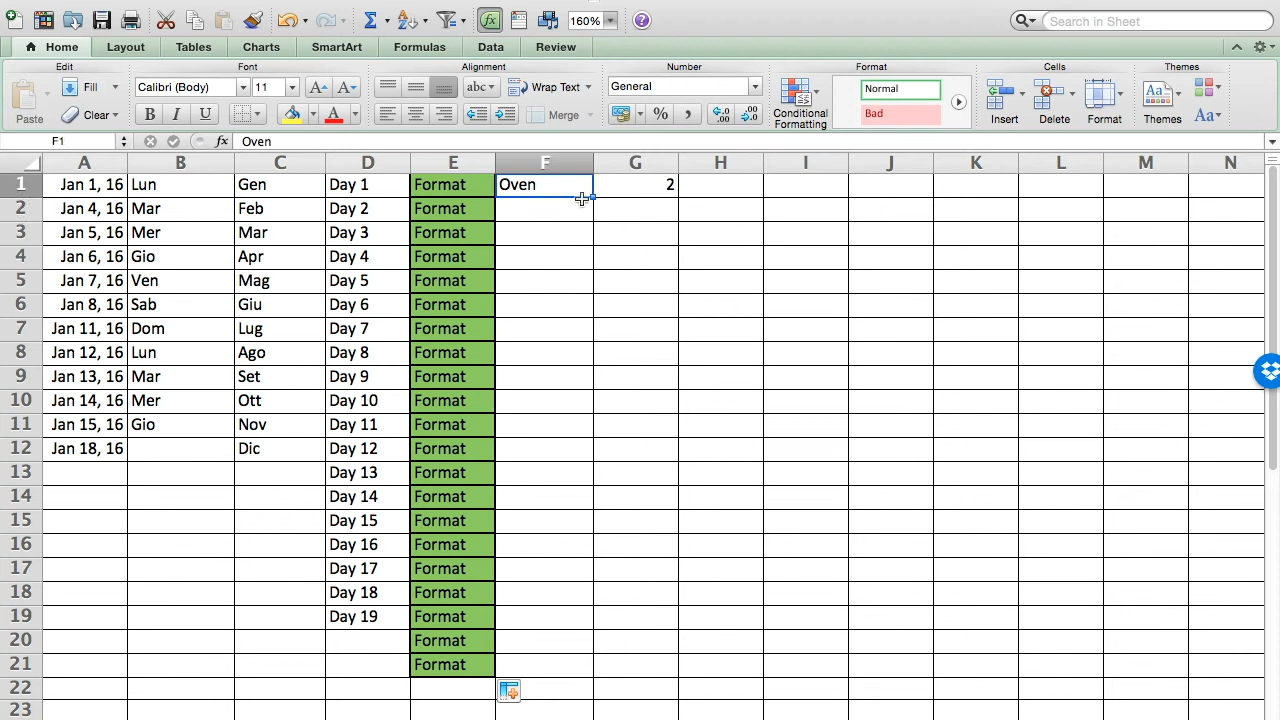 160%
Search in Sheet
Home Layout Tables Charts SmartArt Formulas Data Review
Edit Font Alignment Number Format Cells Themes
Paste Fill Clear
Calibri (Body) 11 A A
B I U A
abc Wrap Text Merge
General
% ,
Conditional Formatting
Normal
Bad
Insert Delete Format
Themes Aa
F1 fx Oven
A B C D E F G H I J K L M N
1 Jan 1, 16 Lun Gen Day 1 Format Oven 2
2 Jan 4, 16 Mar Feb Day 2 Format
3 Jan 5, 16 Mer Mar Day 3 Format
4 Jan 6, 16 Gio Apr Day 4 Format
5 Jan 7, 16 Ven Mag Day 5 Format
6 Jan 8, 16 Sab Giu Day 6 Format
7 Jan 11, 16 Dom Lug Day 7 Format
8 Jan 12, 16 Lun Ago Day 8 Format
9 Jan 13, 16 Mar Set Day 9 Format
10 Jan 14, 16 Mer Ott Day 10 Format
11 Jan 15, 16 Gio Nov Day 11 Format
12 Jan 18, 16 Dic Day 12 Format
13 Day 13 Format
14 Day 14 Format
15 Day 15 Format
16 Day 16 Format
17 Day 17 Format
18 Day 18 Format
19 Day 19 Format
20 Format
21 Format
22
23